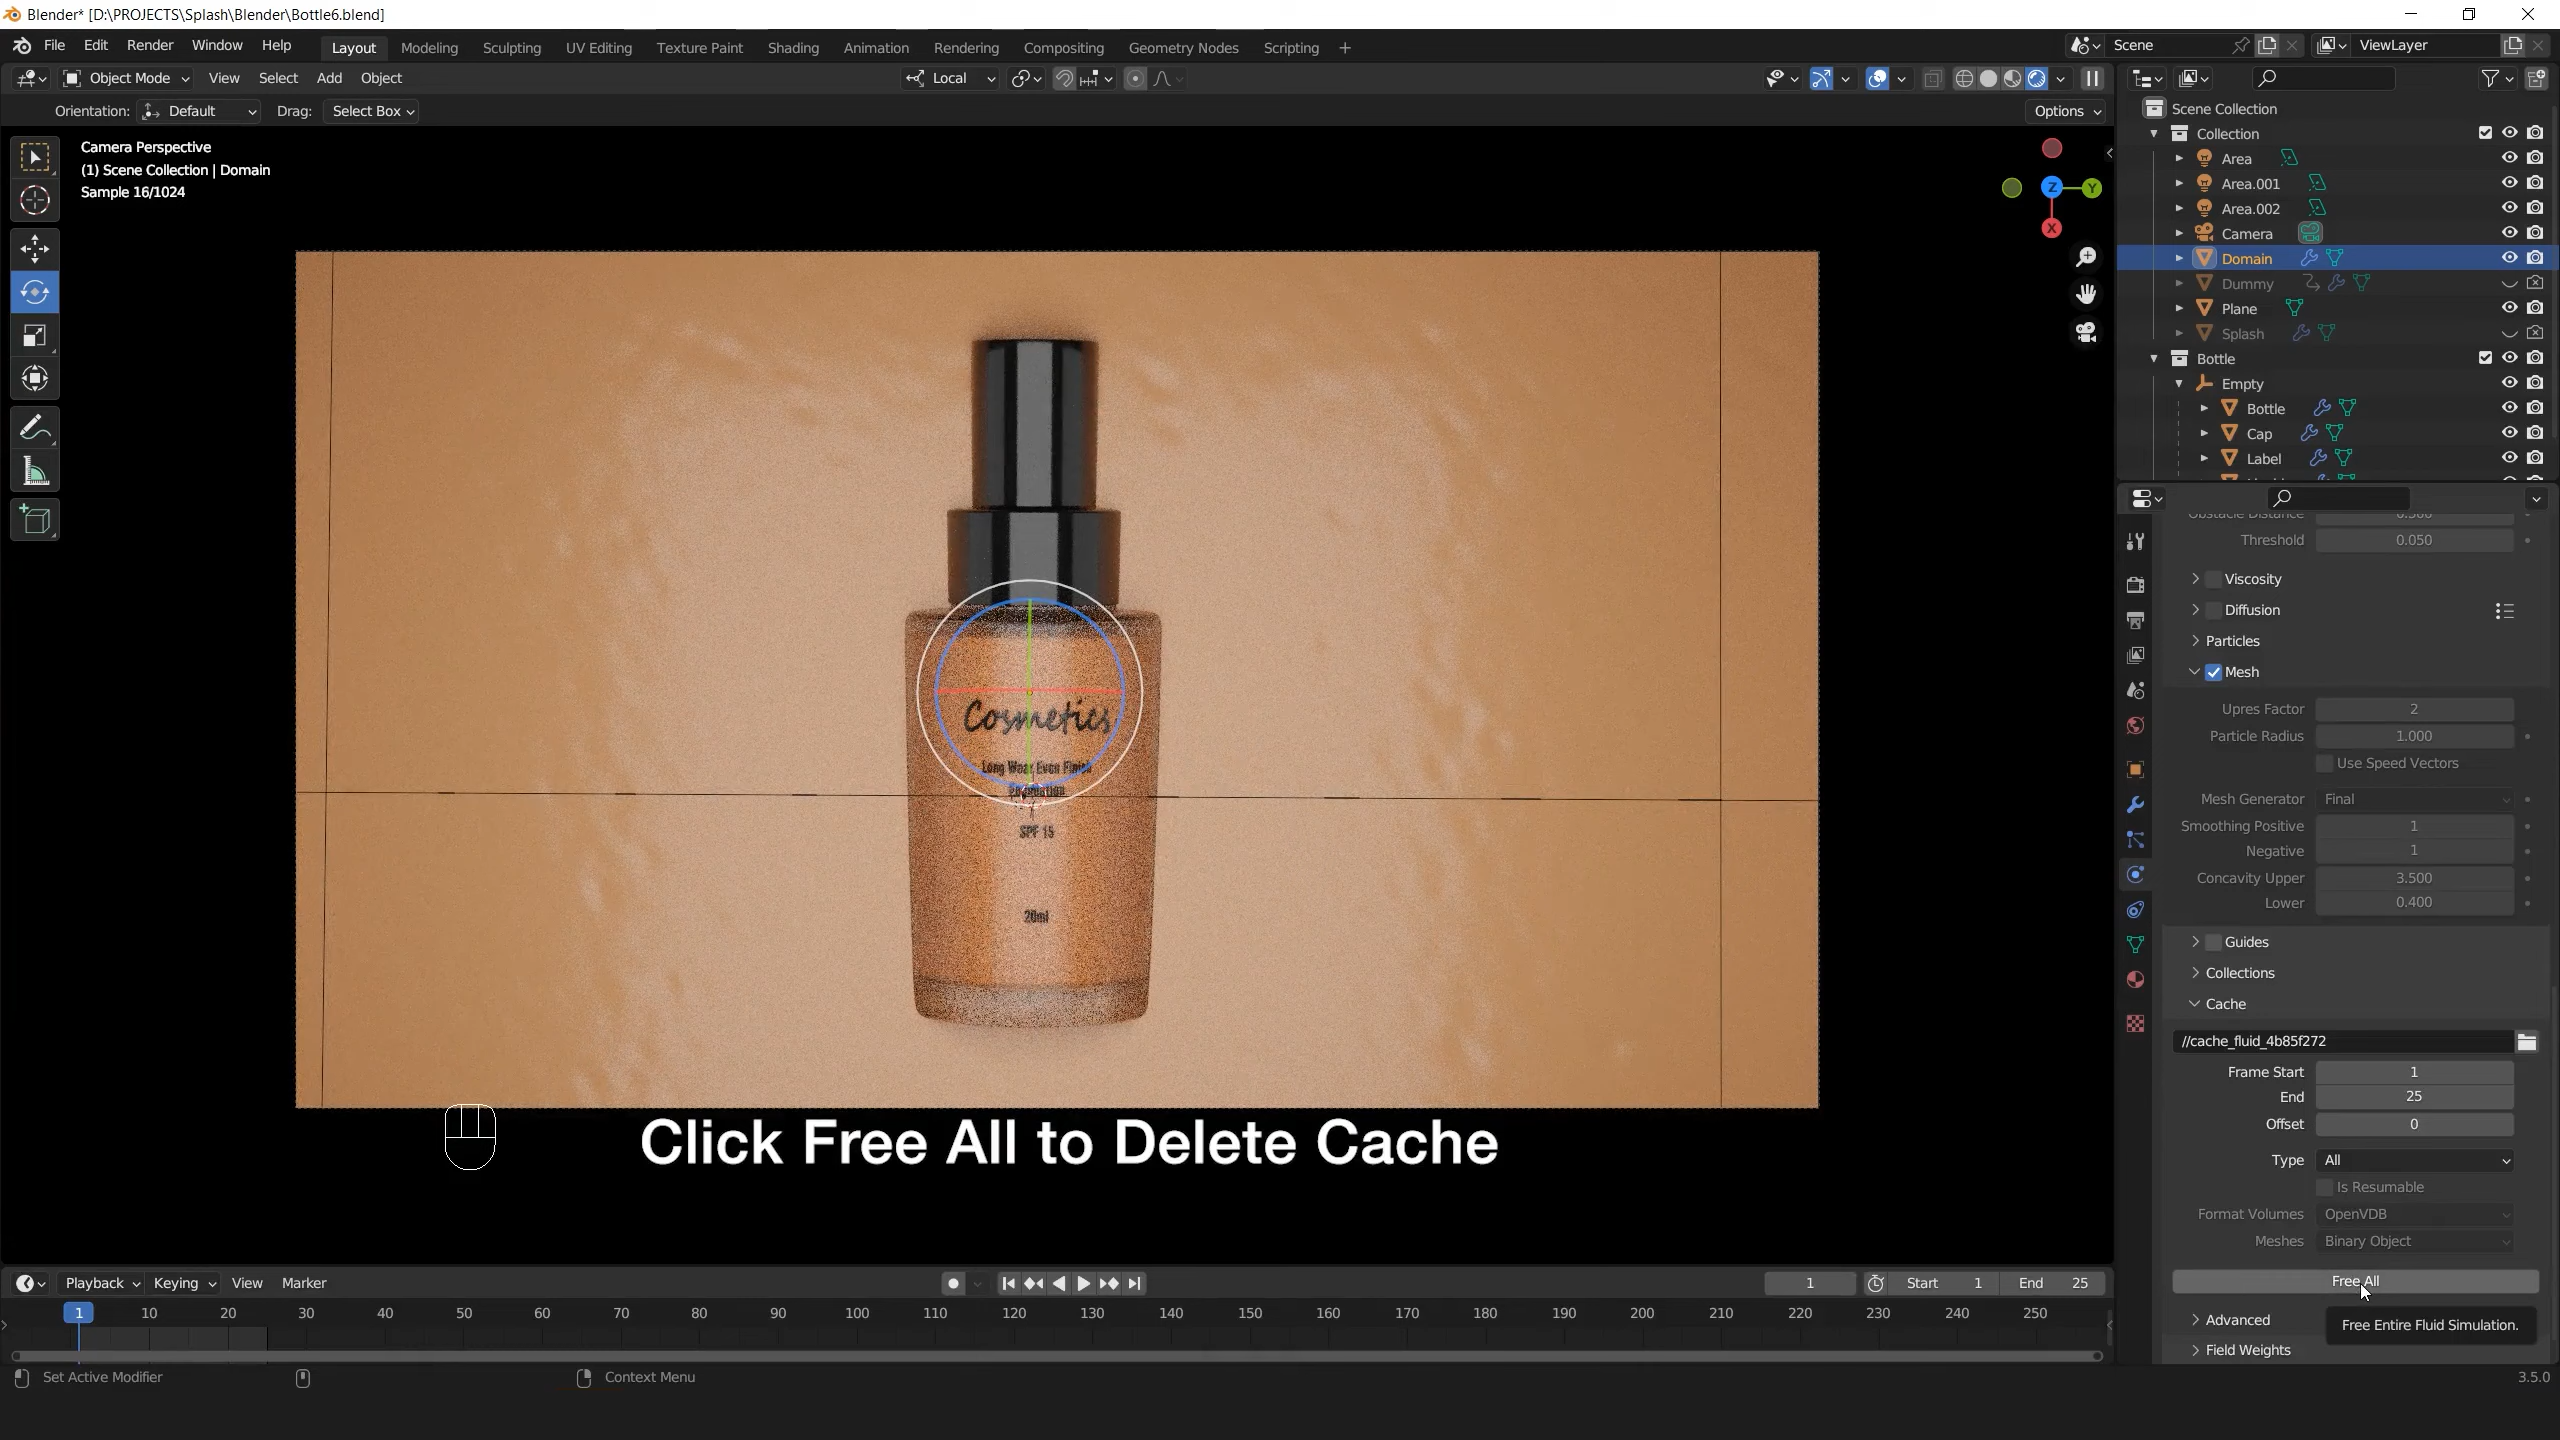 Blender* [D:\PROJECTS\Splash\Blender\Bottle6.blend]
File Edit Render Window Help Layout Modeling Sculpting UV Editing Texture Paint Shading Animation Rendering Compositing Geometry Nodes Scripting + Scene ViewLayer
Object Mode View Select Add Object Local
Orientation: Default Drag: Select Box Options
Camera Perspective
(1) Scene Collection | Domain
Sample 16/1024
Z Y
X
Cosmetics
Long Wear Even Finish
Foundation
SPF 15
20ml
Click Free All to Delete Cache
Scene Collection
Collection
Area
Area.001
Area.002
Camera
Domain
Dummy
Plane
Splash
Bottle
Empty
Bottle
Cap
Label
Obstacle Distance 0.500
Threshold 0.050
Viscosity
Diffusion
Particles
Mesh
Upres Factor 2
Particle Radius 1.000
Use Speed Vectors
Mesh Generator Final
Smoothing Positive 1
Negative 1
Concavity Upper 3.500
Lower 0.400
Guides
Collections
Cache
//cache_fluid_4b85f272
Frame Start 1
End 25
Offset 0
Type All
Is Resumable
Format Volumes OpenVDB
Meshes Binary Object
Free All
Advanced
Free Entire Fluid Simulation.
Field Weights
Playback Keying View Marker 1 Start 1 End 25
1 10 20 30 40 50 60 70 80 90 100 110 120 130 140 150 160 170 180 190 200 210 220 230 240 250
Set Active Modifier Context Menu 3.5.0